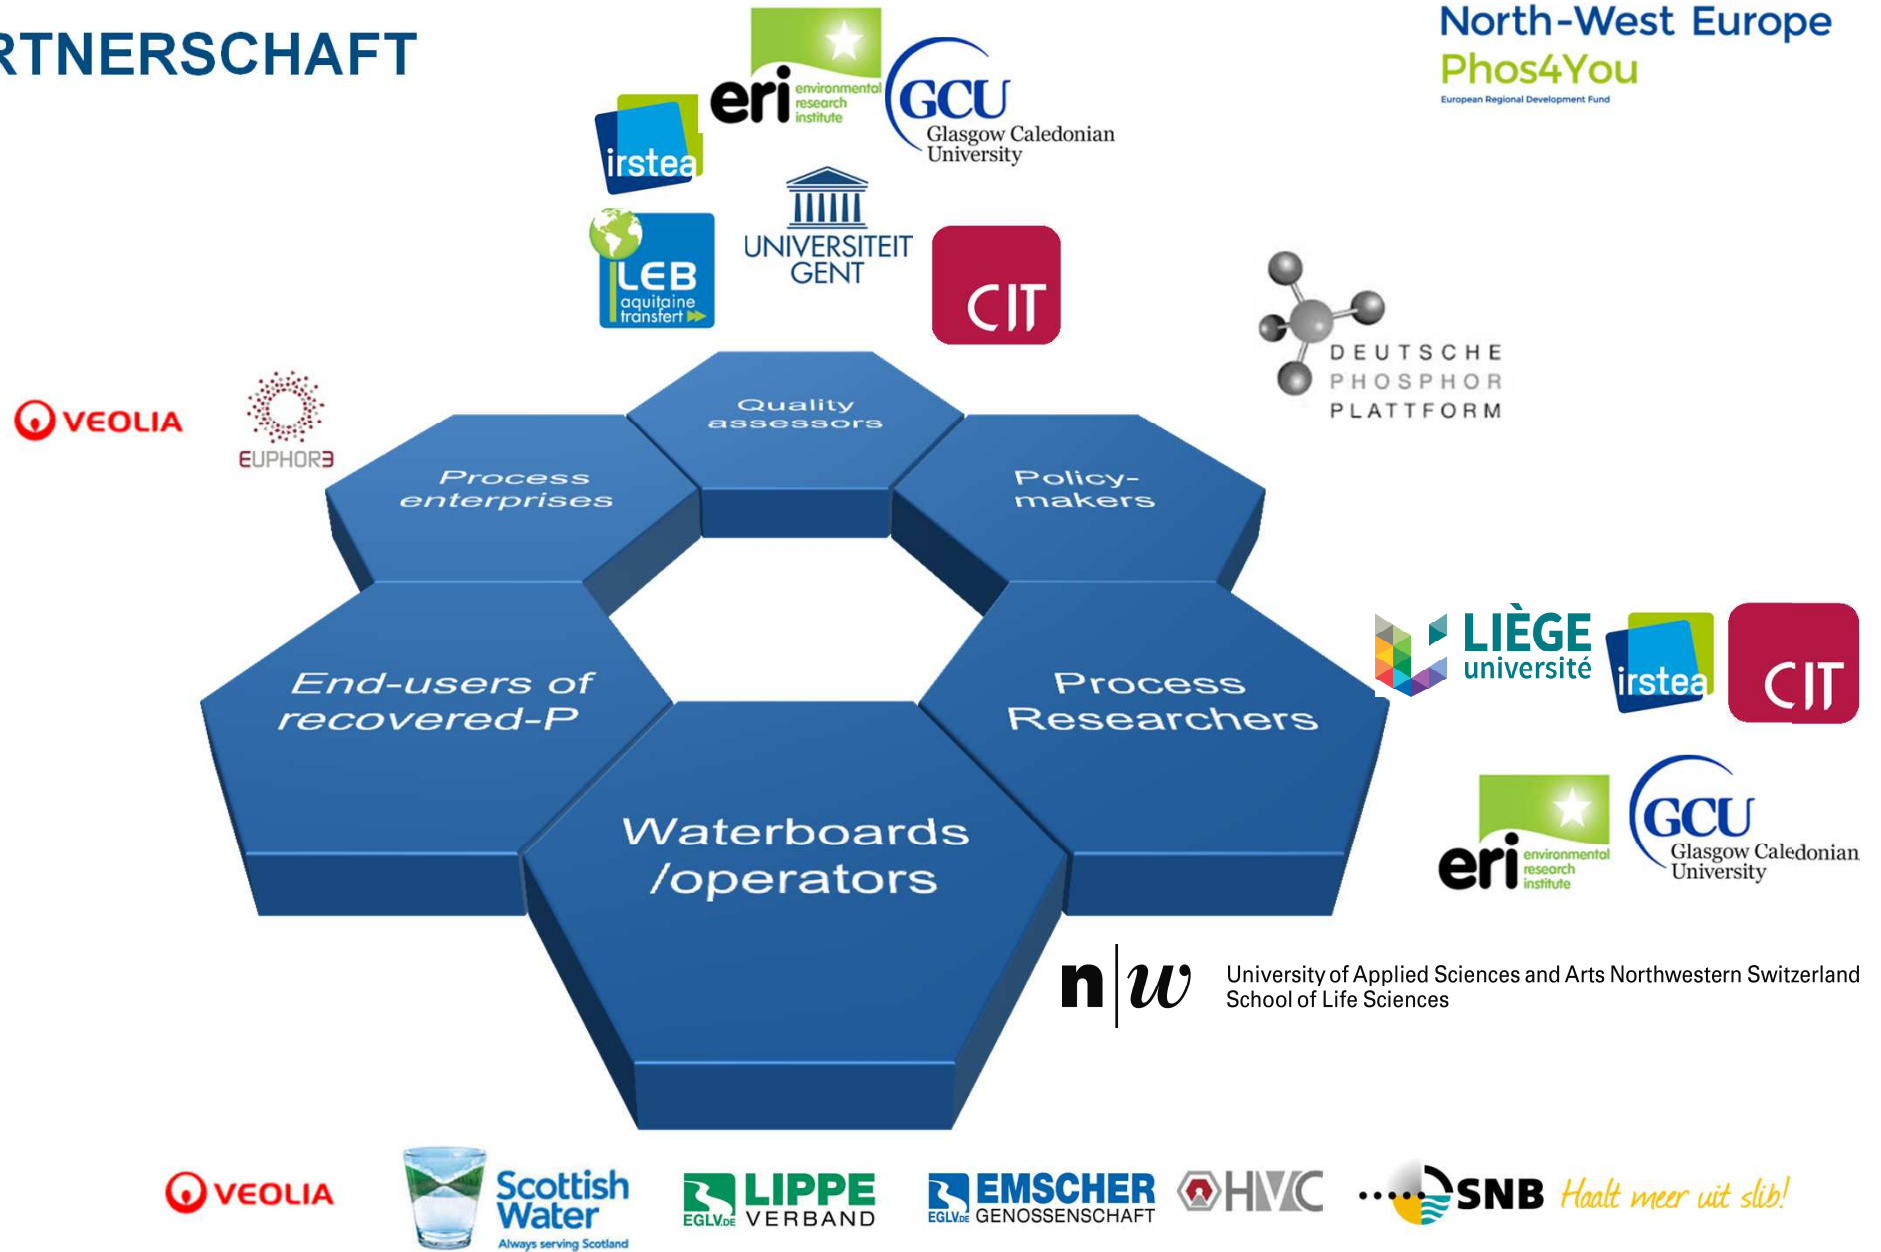 RTNERSCHAFT
North-West Europe
Phos4You
European Regional Development Fund
eri environmental
research
institute
GCU
Glasgow Caledonian
University
irstea
UNIVERSITEIT
GENT
LEB
aquitaine
transfert
CIT
DEUTSCHE
PHOSPHOR
PLATTFORM
VEOLIA
EUPHOR3
Quality
assessors
Process
enterprises
Policy-
makers
End-users of
recovered-P
Process
Researchers
Waterboards
/operators
LIÈGE
université
irstea
CIT
eri environmental
research
institute
GCU
Glasgow Caledonian
University
n|w University of Applied Sciences and Arts Northwestern Switzerland
School of Life Sciences
VEOLIA
Scottish
Water
Always serving Scotland
LIPPE
EGLV.DE VERBAND
EMSCHER
EGLV.DE GENOSSENSCHAFT
HVC
SNB Haalt meer uit slib!